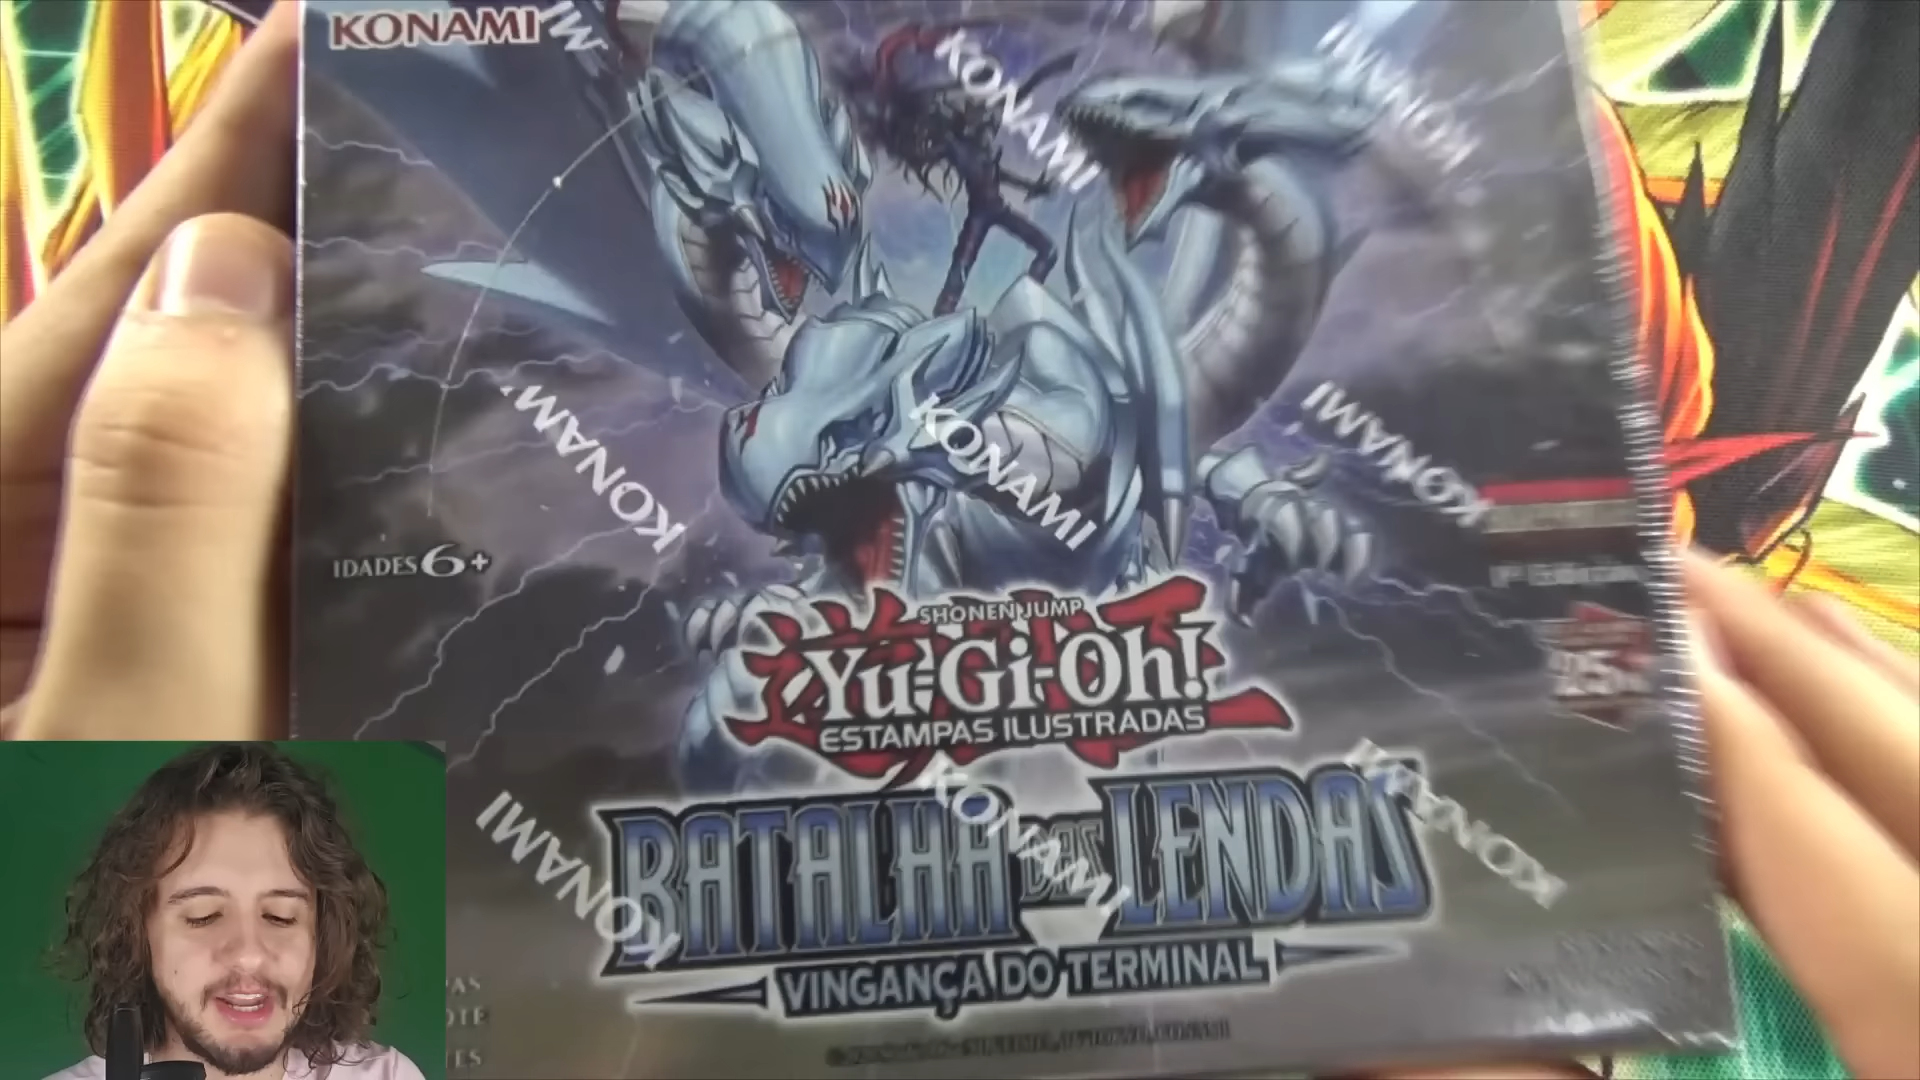 KONAMI
MI
KONAMI
KONAMI
KONAMI
KONAMI
KONAMI
IDADES 6+
SHONEN JUMP
Yu-Gi-Oh!
ESTAMPAS ILUSTRADAS
KONAMI
KONAMI
KONAMI
BATALHA DAS LENDAS
VINGANÇA DO TERMINAL